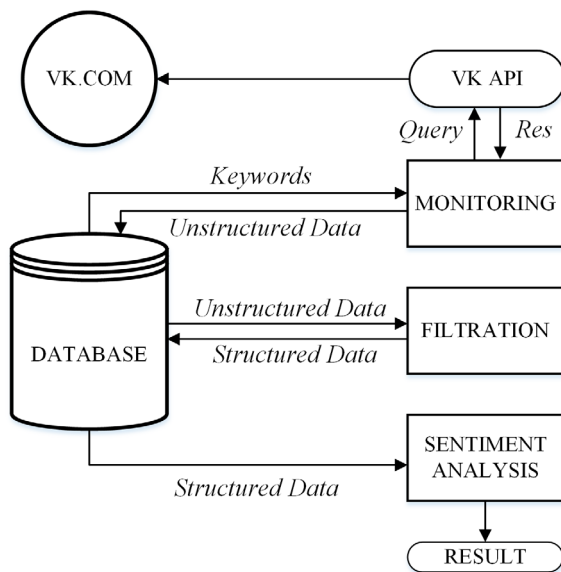 VK.COM
VK API
Query
Res
Keywords
MONITORING
Unstructured Data
Unstructured Data
FILTRATION
DATABASE
Structured Data
SENTIMENT
ANALYSIS
Structured Data
RESULT